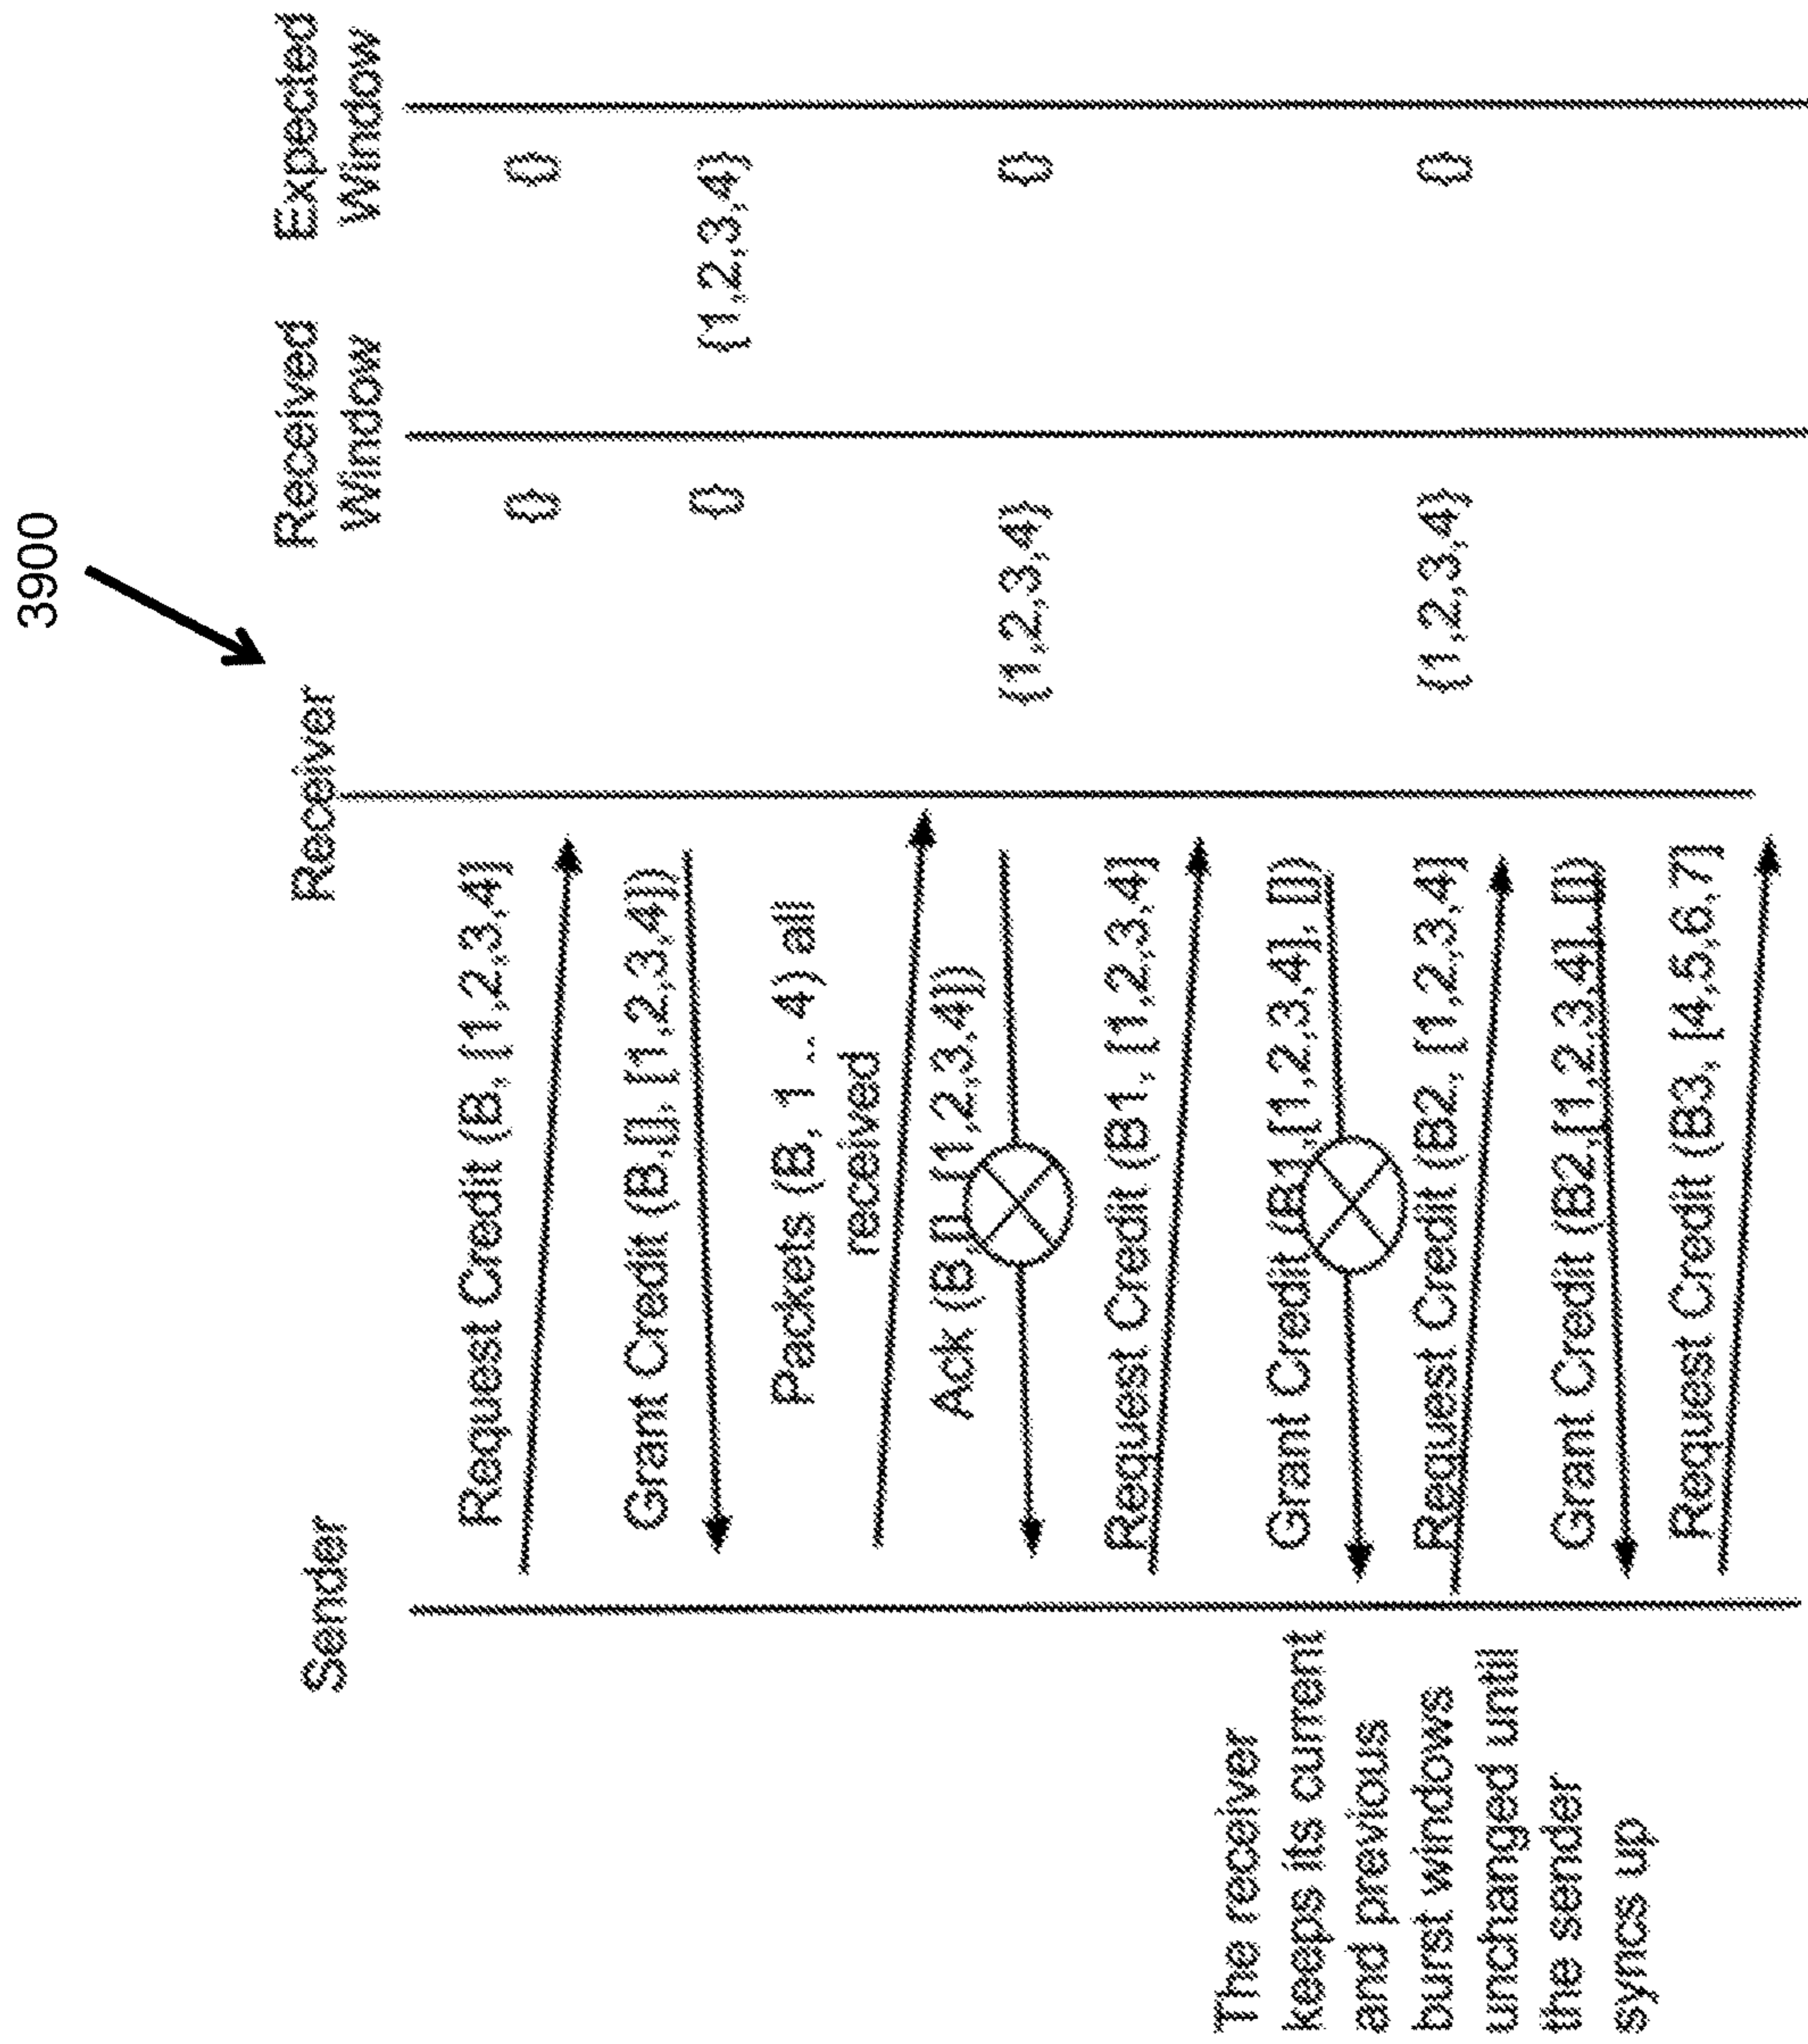 3900
Sender
Receiver
Received
Window
Expected
Window
Request Credit (B, [1,2,3,4]
{}
{}
Grant Credit (B,[], [1,2,3,4])
{}
{1,2,3,4}
Packets (B, 1 .. 4) all
received
Ack (B,[], [1,2,3,4])
{1,2,3,4}
{}
Request Credit (B1, [1,2,3,4]
The receiver
keeps its current
and previous
burst windows
unchanged until
the sender
syncs up
Grant Credit (B1,[1,2,3,4], [])
Request Credit (B2, [1,2,3,4]
{1,2,3,4}
{}
Grant Credit (B2,[1,2,3,4], [])
Request Credit (B3, [4,5,6,7]